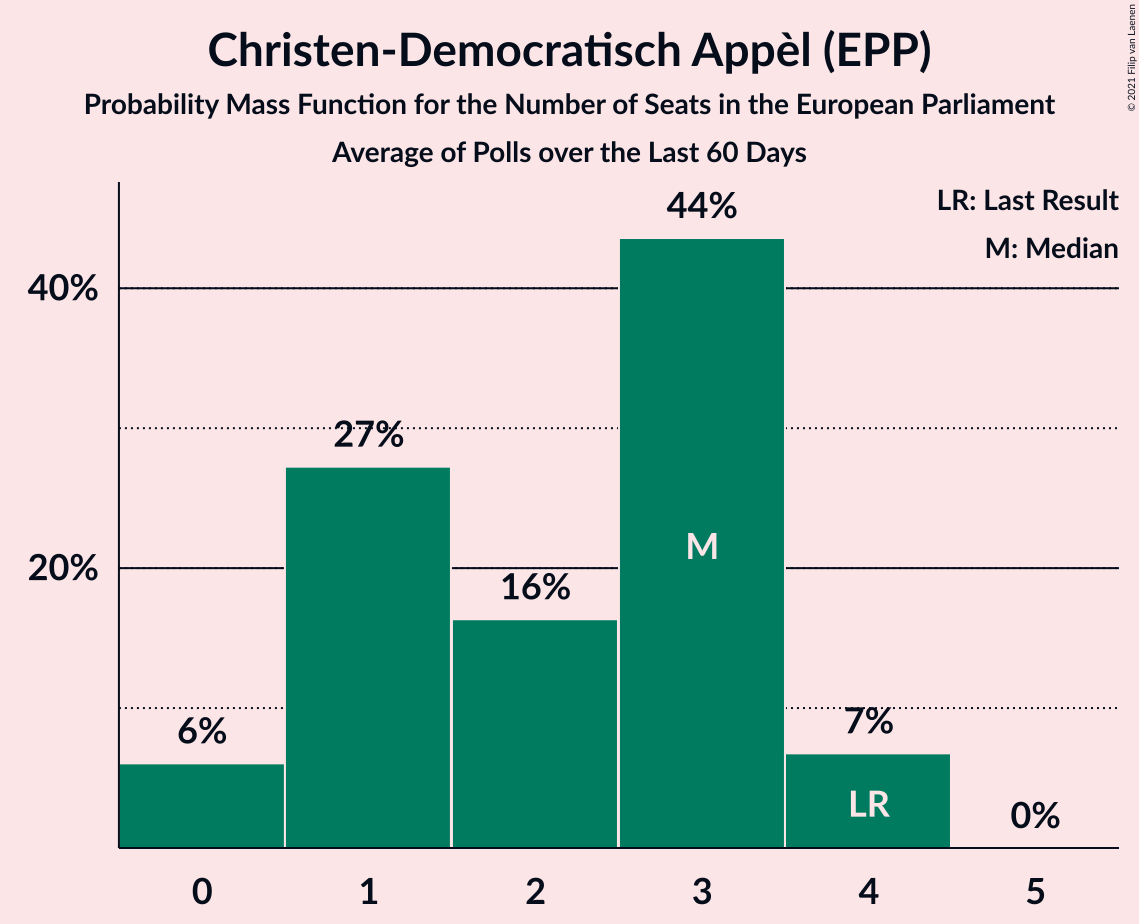 Christen-Democratisch Appèl (EPP)
Probability Mass Function for the Number of Seats in the European Parliament
Average of Polls over the Last 60 Days
© 2021 Filip van Laenen
LR: Last Result
M: Median
44%
40%
27%
M
20%
16%
6%
7%
LR
0%
0 1 2 3 4 5